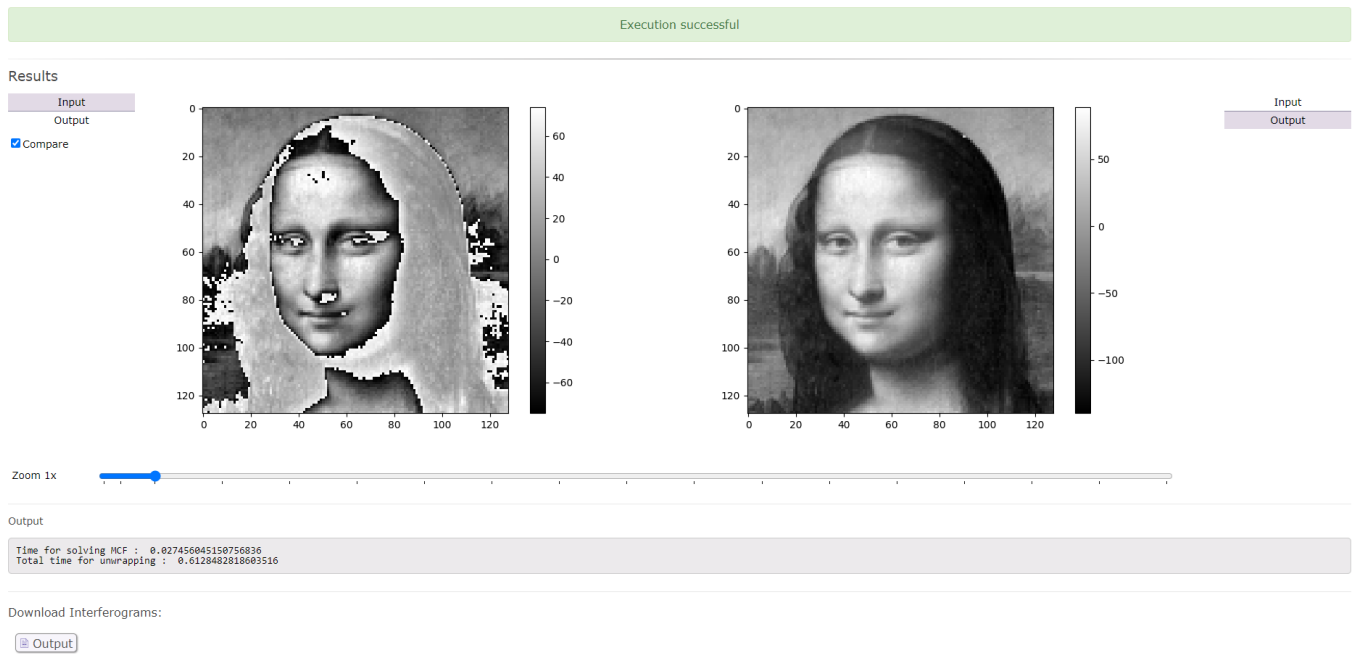 Execution successful
Results
Input
Output
Compare
0
20
40
60
80
100
120
0 20 40 60 80 100 120
60
40
20
0
−20
−40
−60
0
20
40
60
80
100
120
0 20 40 60 80 100 120
50
0
−50
−100
Input
Output
Zoom 1x
Output
Time for solving MCF :  0.027456045150756836
Total time for unwrapping :  0.6128482818603516
Download Interferograms:
Output